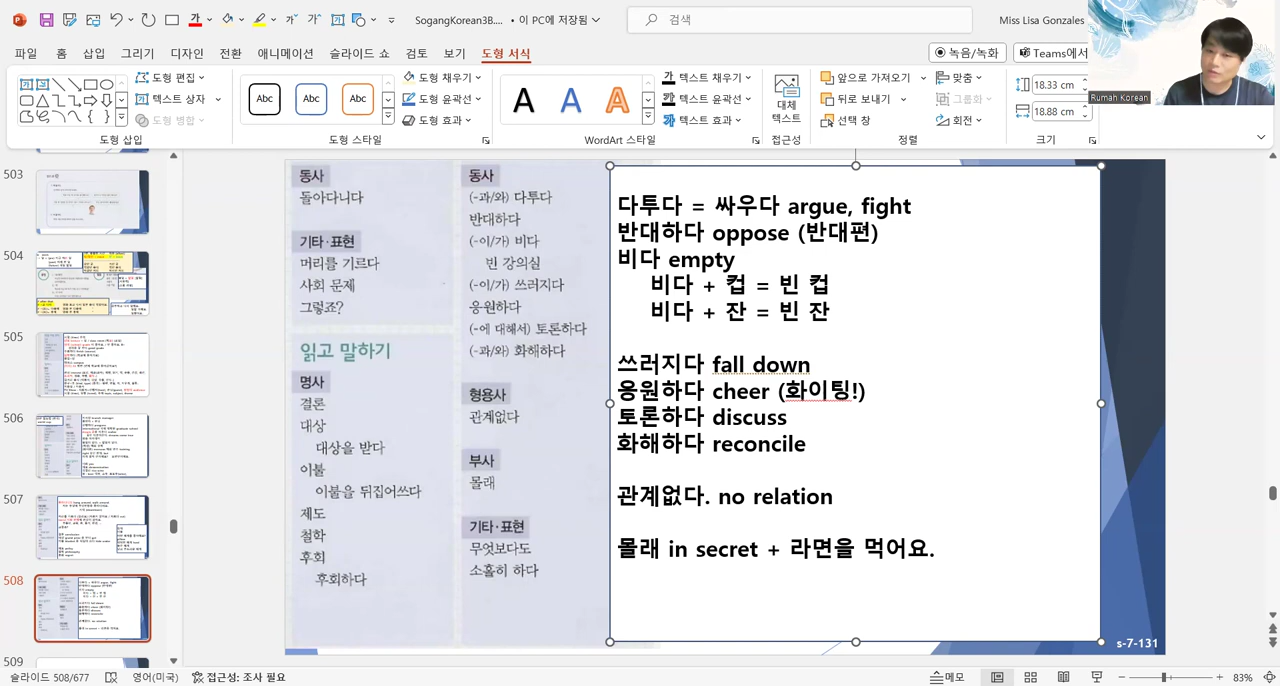 SogangKorean3B.... • 이 PC에 저장됨
검색
Miss Lisa Gonzales
파일 홈 삽입 그리기 디자인 전환 애니메이션 슬라이드 쇼 검토 보기 도형 서식
녹음/녹화
Teams에서
Rumah Korean
도형 편집
텍스트 상자
도형 병합
도형 삽입
Abc Abc Abc
도형 채우기
도형 윤곽선
도형 효과
도형 스타일
A A A
텍스트 채우기
텍스트 윤곽선
텍스트 효과
WordArt 스타일
대체
텍스트
접근성
앞으로 가져오기
뒤로 보내기
선택 창
맞춤
그룹화
회전
정렬
18.33 cm
18.88 cm
크기
503
504
505
506
507
508
509
동사
돌아다니다
기타·표현
머리를 기르다
사회 문제
그렇죠?
읽고 말하기
명사
결론
대상
대상을 받다
이불
이불을 뒤집어쓰다
제도
철학
후회
후회하다
동사
(-과/와) 다투다
반대하다
(-이/가) 비다
빈 강의실
(-이/가) 쓰러지다
응원하다
(-에 대해서) 토론하다
(-과/와) 화해하다
형용사
관계없다
부사
몰래
기타·표현
무엇보다도
소홀히 하다
다투다 = 싸우다 argue, fight
반대하다 oppose (반대편)
비다 empty
비다 + 컵 = 빈 컵
비다 + 잔 = 빈 잔
쓰러지다 fall down
응원하다 cheer (화이팅!)
토론하다 discuss
화해하다 reconcile
관계없다. no relation
몰래 in secret + 라면을 먹어요.
s-7-131
슬라이드 508/677
영어(미국)
접근성: 조사 필요
메모
83%